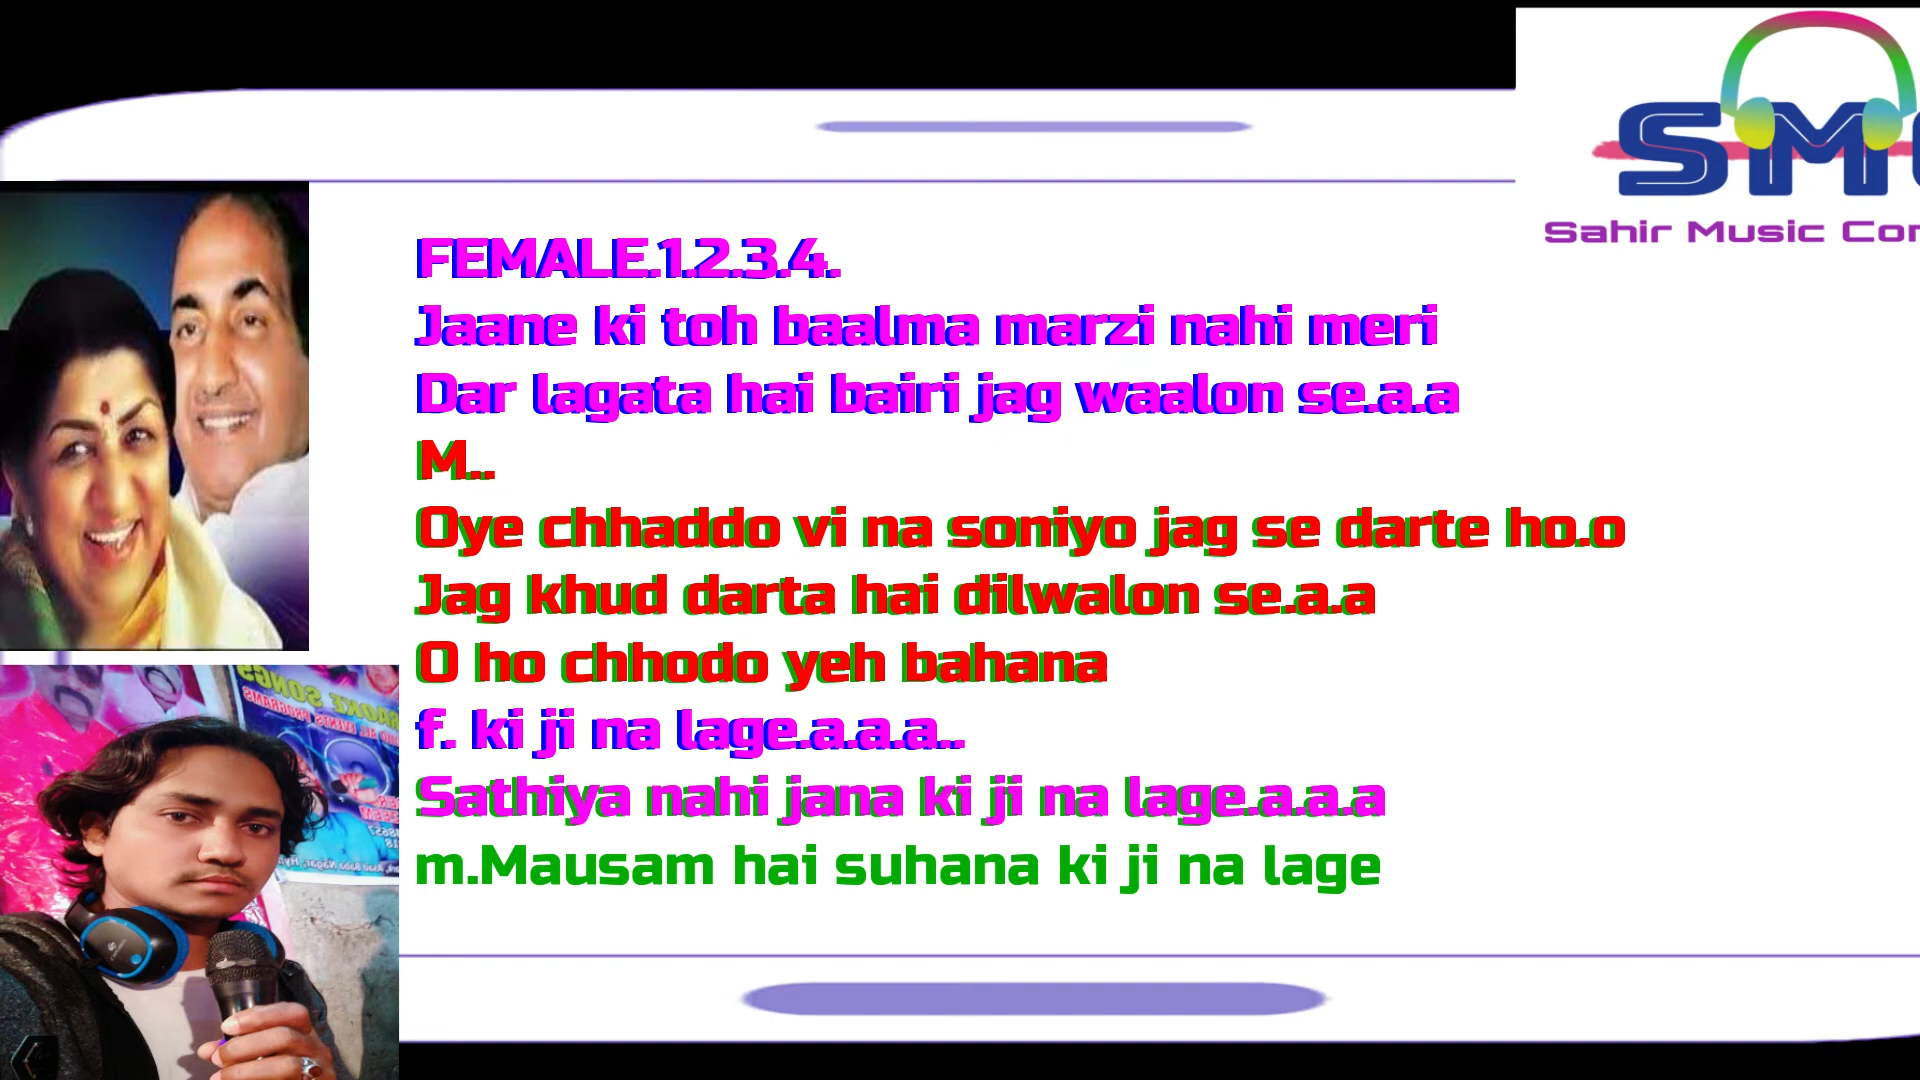 SMC
Sahir Music Cor
FEMALE.1.2.3.4.
Jaane ki toh baalma marzi nahi meri
Dar lagata hai bairi jag waalon se.a.a
M..
Oye chhaddo vi na soniyo jag se darte ho.o
Jag khud darta hai dilwalon se.a.a
O ho chhodo yeh bahana
f. ki ji na lage.a.a.a..
Sathiya nahi jana ki ji na lage.a.a.a
m.Mausam hai suhana ki ji na lage